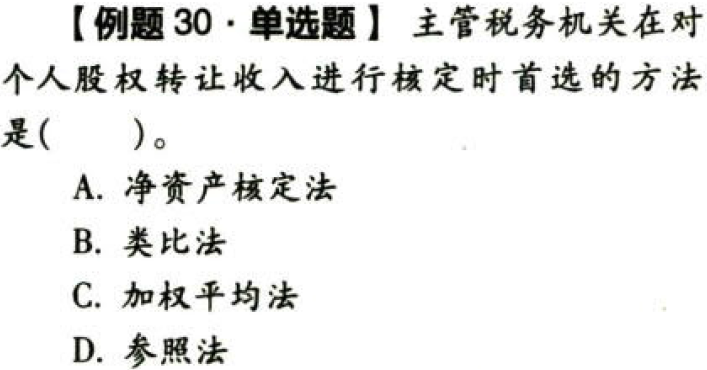 【例题 30·单选题】 主管税务机关在对
个人股权转让收入进行核定时首选的方法
是(　　)。
A. 净资产核定法
B. 类比法
C. 加权平均法
D. 参照法